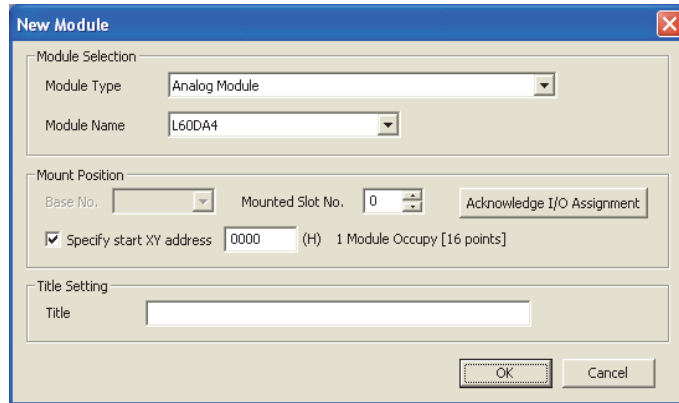 New Module
Module Selection
Module Type Analog Module
Module Name L60DA4
Mount Position
Base No. Mounted Slot No. 0 Acknowledge I/O Assignment
Specify start XY address 0000 (H) 1 Module Occupy [16 points]
Title Setting
Title
OK Cancel